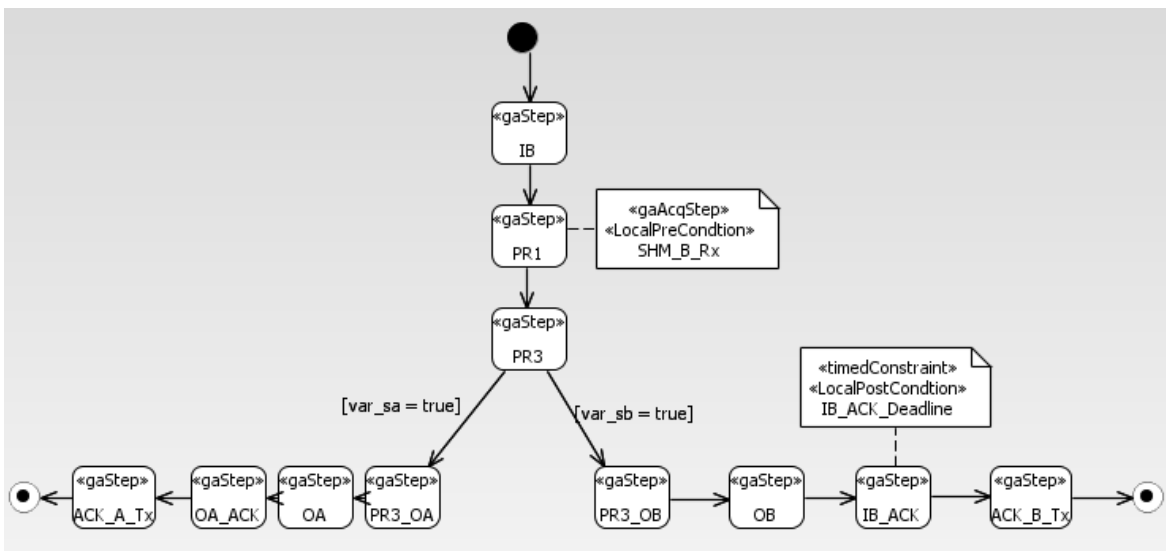 «gaStep»
IB
«gaStep»
PR1
«gaAcqStep»
«LocalPreCondtion»
SHM_B_Rx
«gaStep»
PR3
[var_sa = true]
[var_sb = true]
«timedConstraint»
«LocalPostCondtion»
IB_ACK_Deadline
«gaStep»
ACK_A_Tx
«gaStep»
OA_ACK
«gaStep»
OA
«gaStep»
PR3_OA
«gaStep»
PR3_OB
«gaStep»
OB
«gaStep»
IB_ACK
«gaStep»
ACK_B_Tx